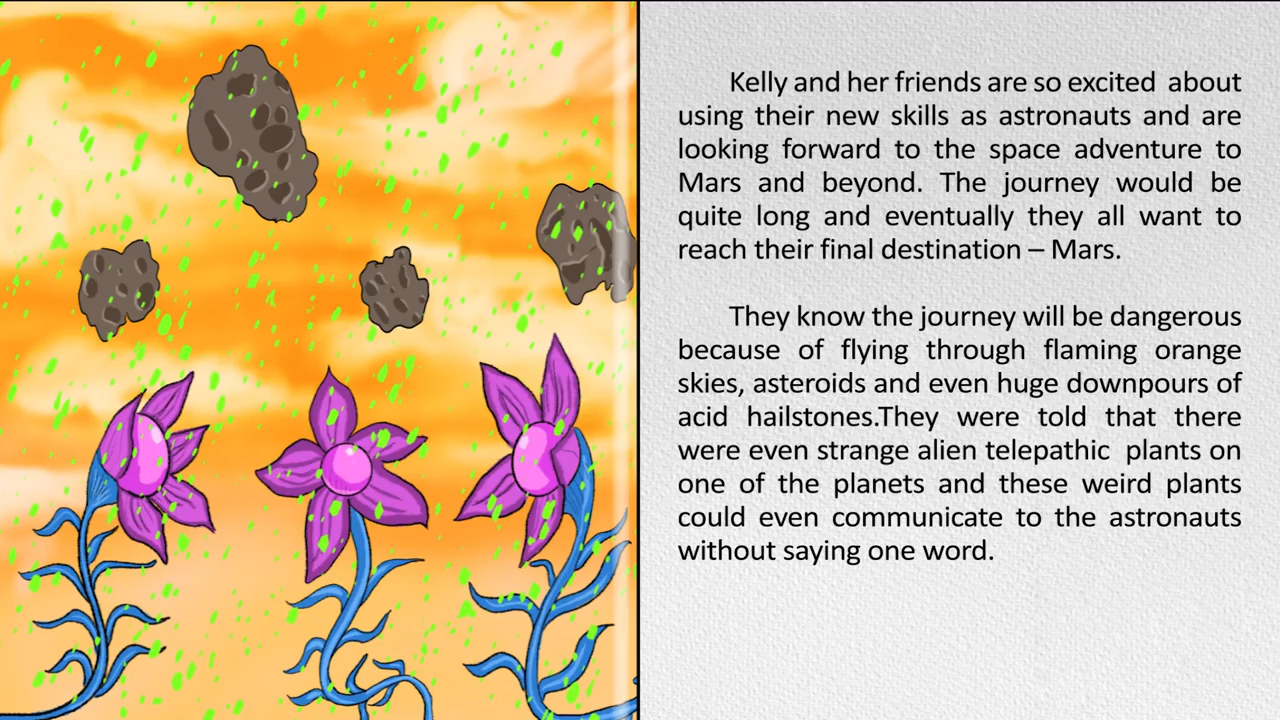 Kelly and her friends are so excited about
using their new skills as astronauts and are
looking forward to the space adventure to
Mars and beyond. The journey would be
quite long and eventually they all want to
reach their final destination – Mars.
They know the journey will be dangerous
because of flying through flaming orange
skies, asteroids and even huge downpours of
acid hailstones.They were told that there
were even strange alien telepathic plants on
one of the planets and these weird plants
could even communicate to the astronauts
without saying one word.